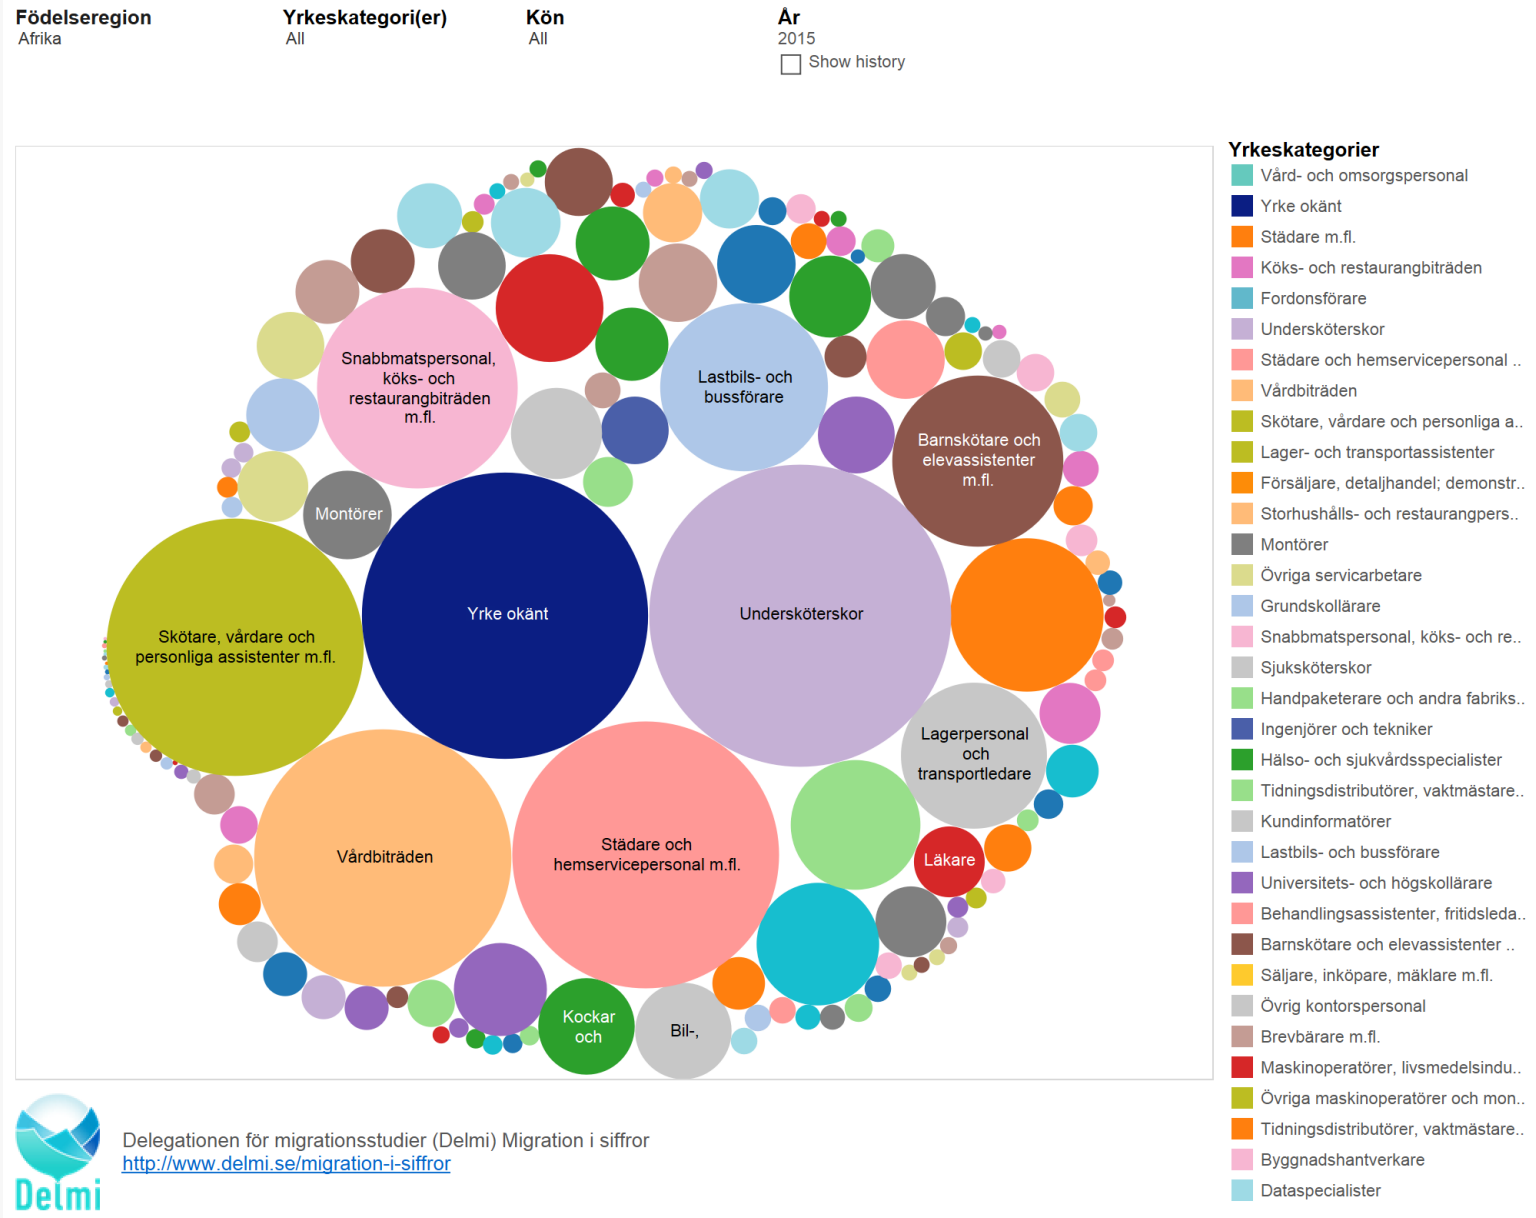 Födelseregion
Afrika
Yrkeskategori(er)
All
Kön
All
År
2015
Show history
Snabbmatspersonal,
köks- och
restaurangbiträden
m.fl.
Lastbils- och
bussförare
Barnskötare och
elevassistenter
m.fl.
Montörer
Yrke okänt
Undersköterskor
Skötare, vårdare och
personliga assistenter m.fl.
Lagerpersonal
och
transportledare
Städare och
hemservicepersonal m.fl.
Vårdbiträden
Läkare
Kockar
och
Bil-,
Yrkeskategorier
Vård- och omsorgspersonal
Yrke okänt
Städare m.fl.
Köks- och restaurangbiträden
Fordonsförare
Undersköterskor
Städare och hemservicepersonal ..
Vårdbiträden
Skötare, vårdare och personliga a..
Lager- och transportassistenter
Försäljare, detaljhandel; demonstr..
Storhushålls- och restaurangpers..
Montörer
Övriga servicarbetare
Grundskollärare
Snabbmatspersonal, köks- och re..
Sjuksköterskor
Handpaketerare och andra fabriks..
Ingenjörer och tekniker
Hälso- och sjukvårdsspecialister
Tidningsdistributörer, vaktmästare..
Kundinformatörer
Lastbils- och bussförare
Universitets- och högskollärare
Behandlingsassistenter, fritidsleda..
Barnskötare och elevassistenter ..
Säljare, inköpare, mäklare m.fl.
Övrig kontorspersonal
Brevbärare m.fl.
Maskinoperatörer, livsmedelsindu..
Övriga maskinoperatörer och mon..
Tidningsdistributörer, vaktmästare..
Byggnadshantverkare
Dataspecialister
Delegationen för migrationsstudier (Delmi) Migration i siffror
http://www.delmi.se/migration-i-siffror
Delmi